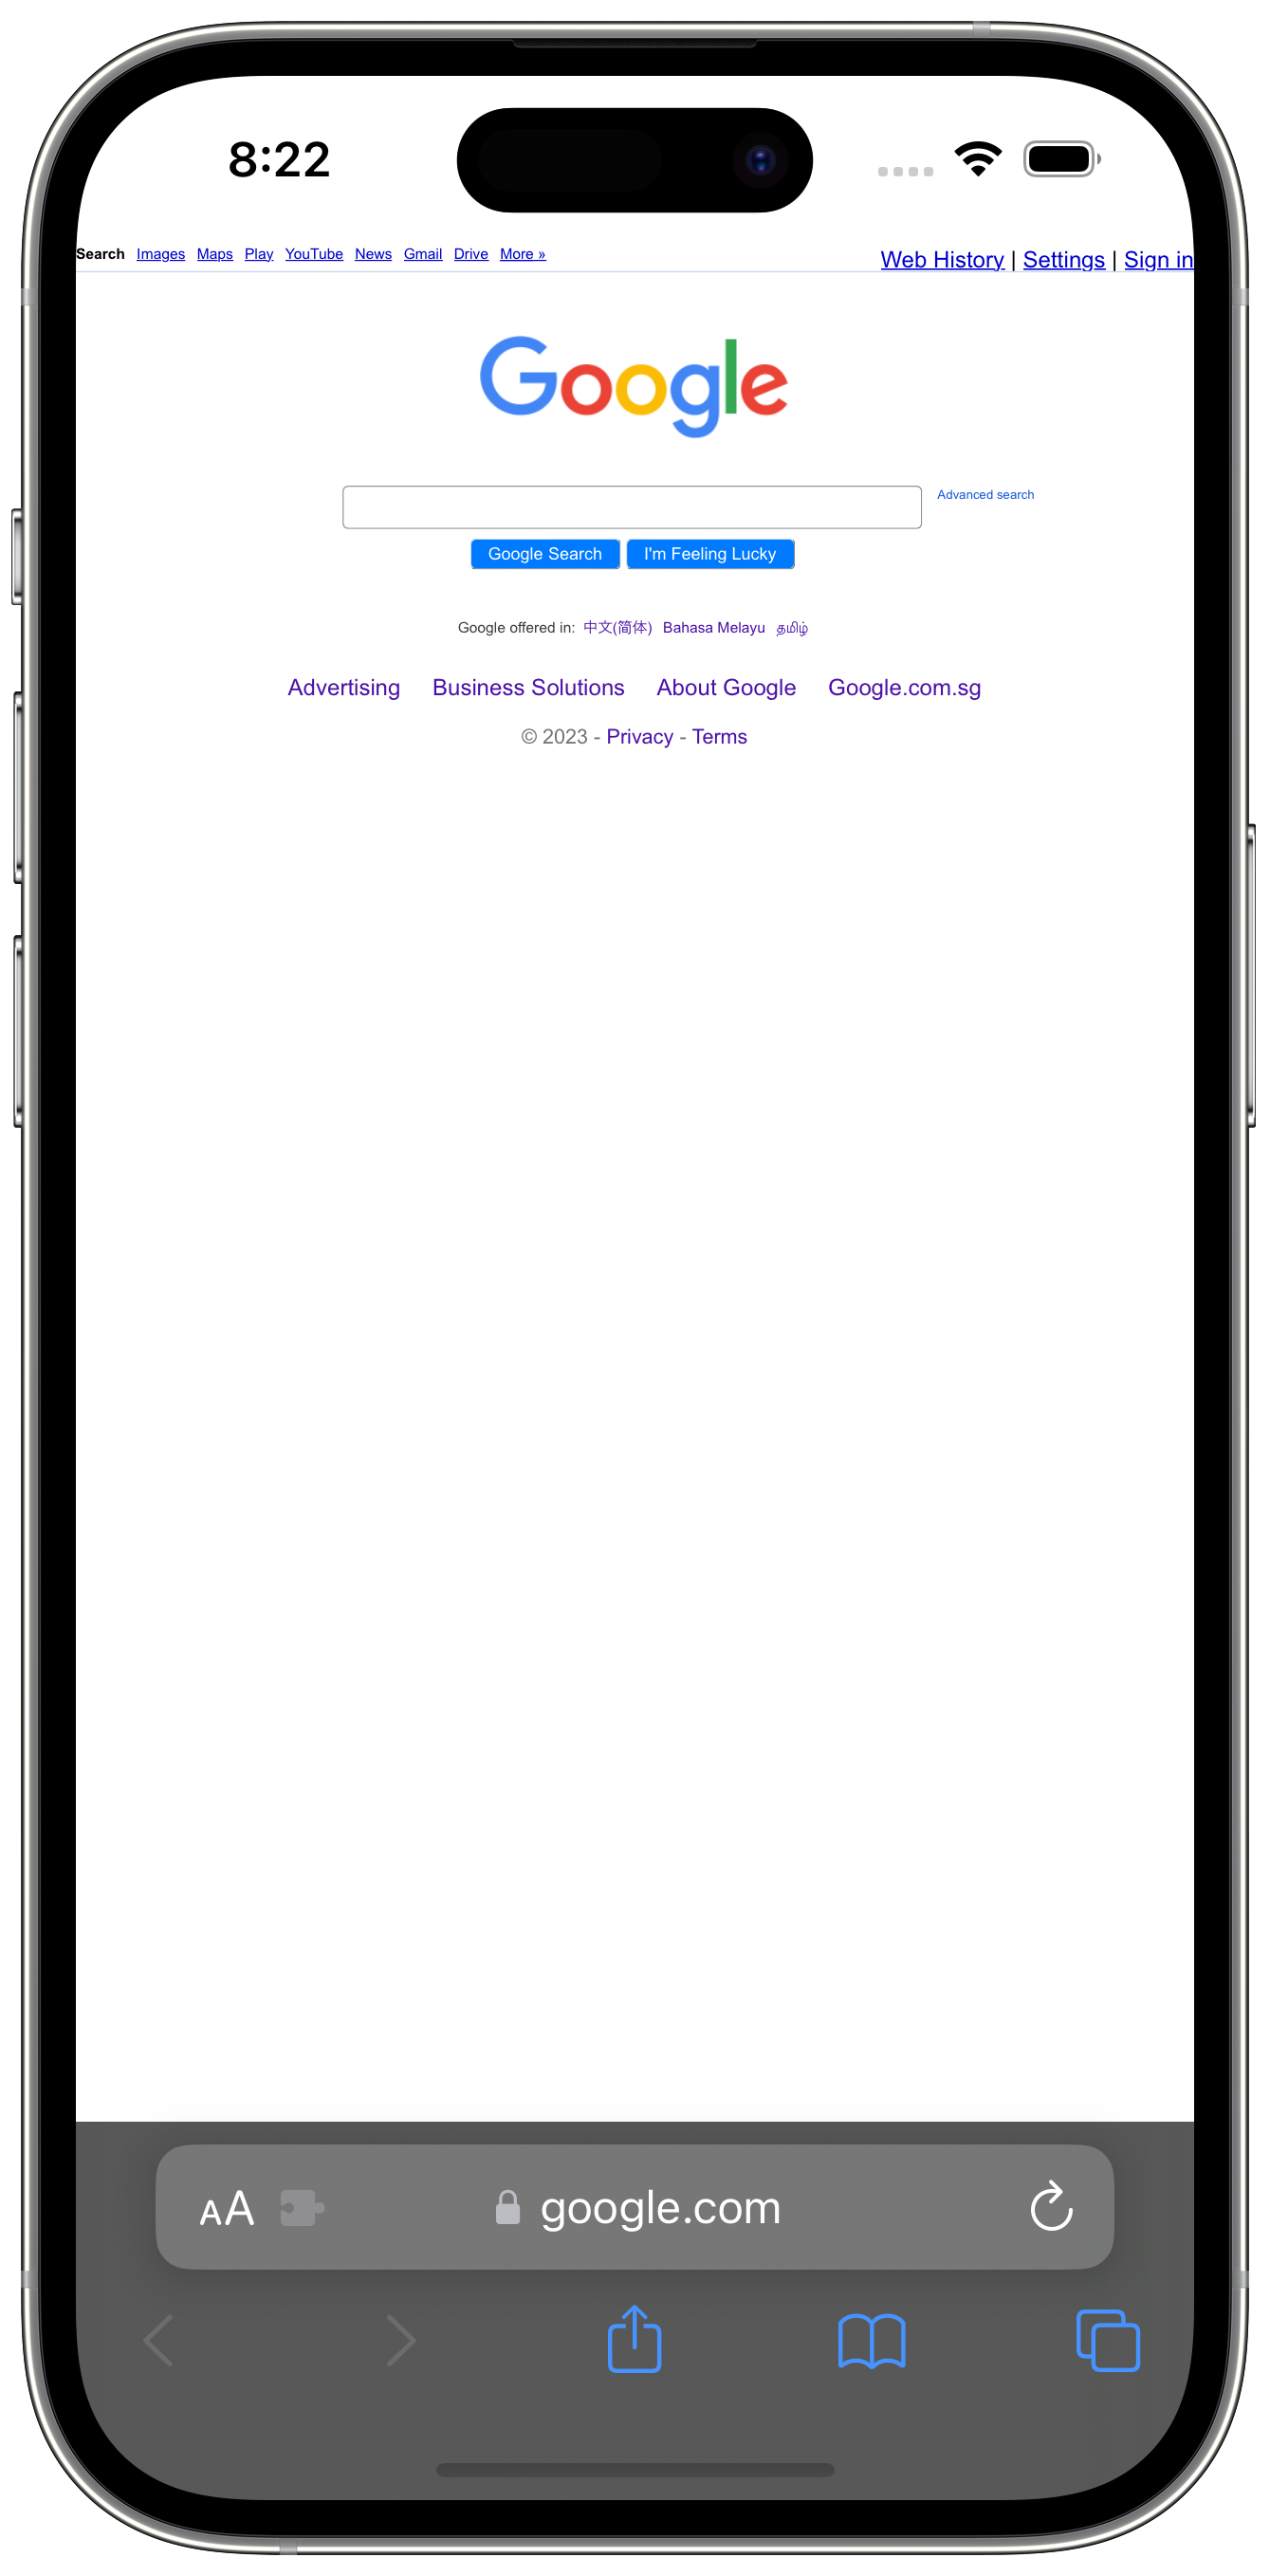 8:22
Search Images Maps Play YouTube News Gmail Drive More »
Web History | Settings | Sign in
Google
Advanced search
Google Search I'm Feeling Lucky
Google offered in: 中文(简体) Bahasa Melayu தமிழ்
Advertising Business Solutions About Google Google.com.sg
© 2023 - Privacy - Terms
AA google.com